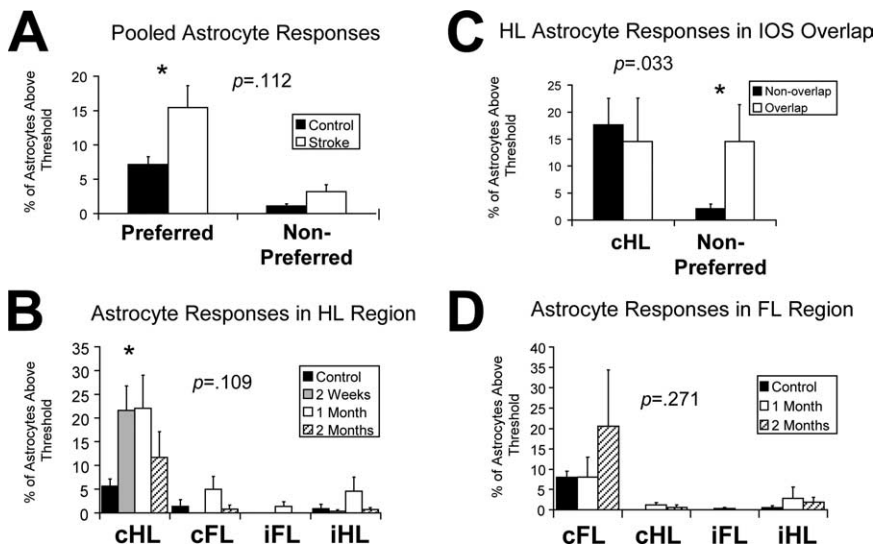 A
Pooled Astrocyte Responses
% of Astrocytes Above
Threshold
20
15
10
5
0
*
p=.112
Control
Stroke
Preferred
Non-
Preferred
C
HL Astrocyte Responses in IOS Overlap
% of Astrocytes Above
Threshold
25
20
15
10
5
0
p=.033
*
Non-overlap
Overlap
cHL
Non-
Preferred
B
Astrocyte Responses in HL Region
% of Astrocytes Above
Threshold
35
30
25
20
15
10
5
0
*
p=.109
Control
2 Weeks
1 Month
2 Months
cHL cFL iFL iHL
D
Astrocyte Responses in FL Region
% of Astrocytes Above
Threshold
40
35
30
25
20
15
10
5
0
p=.271
Control
1 Month
2 Months
cFL cHL iFL iHL